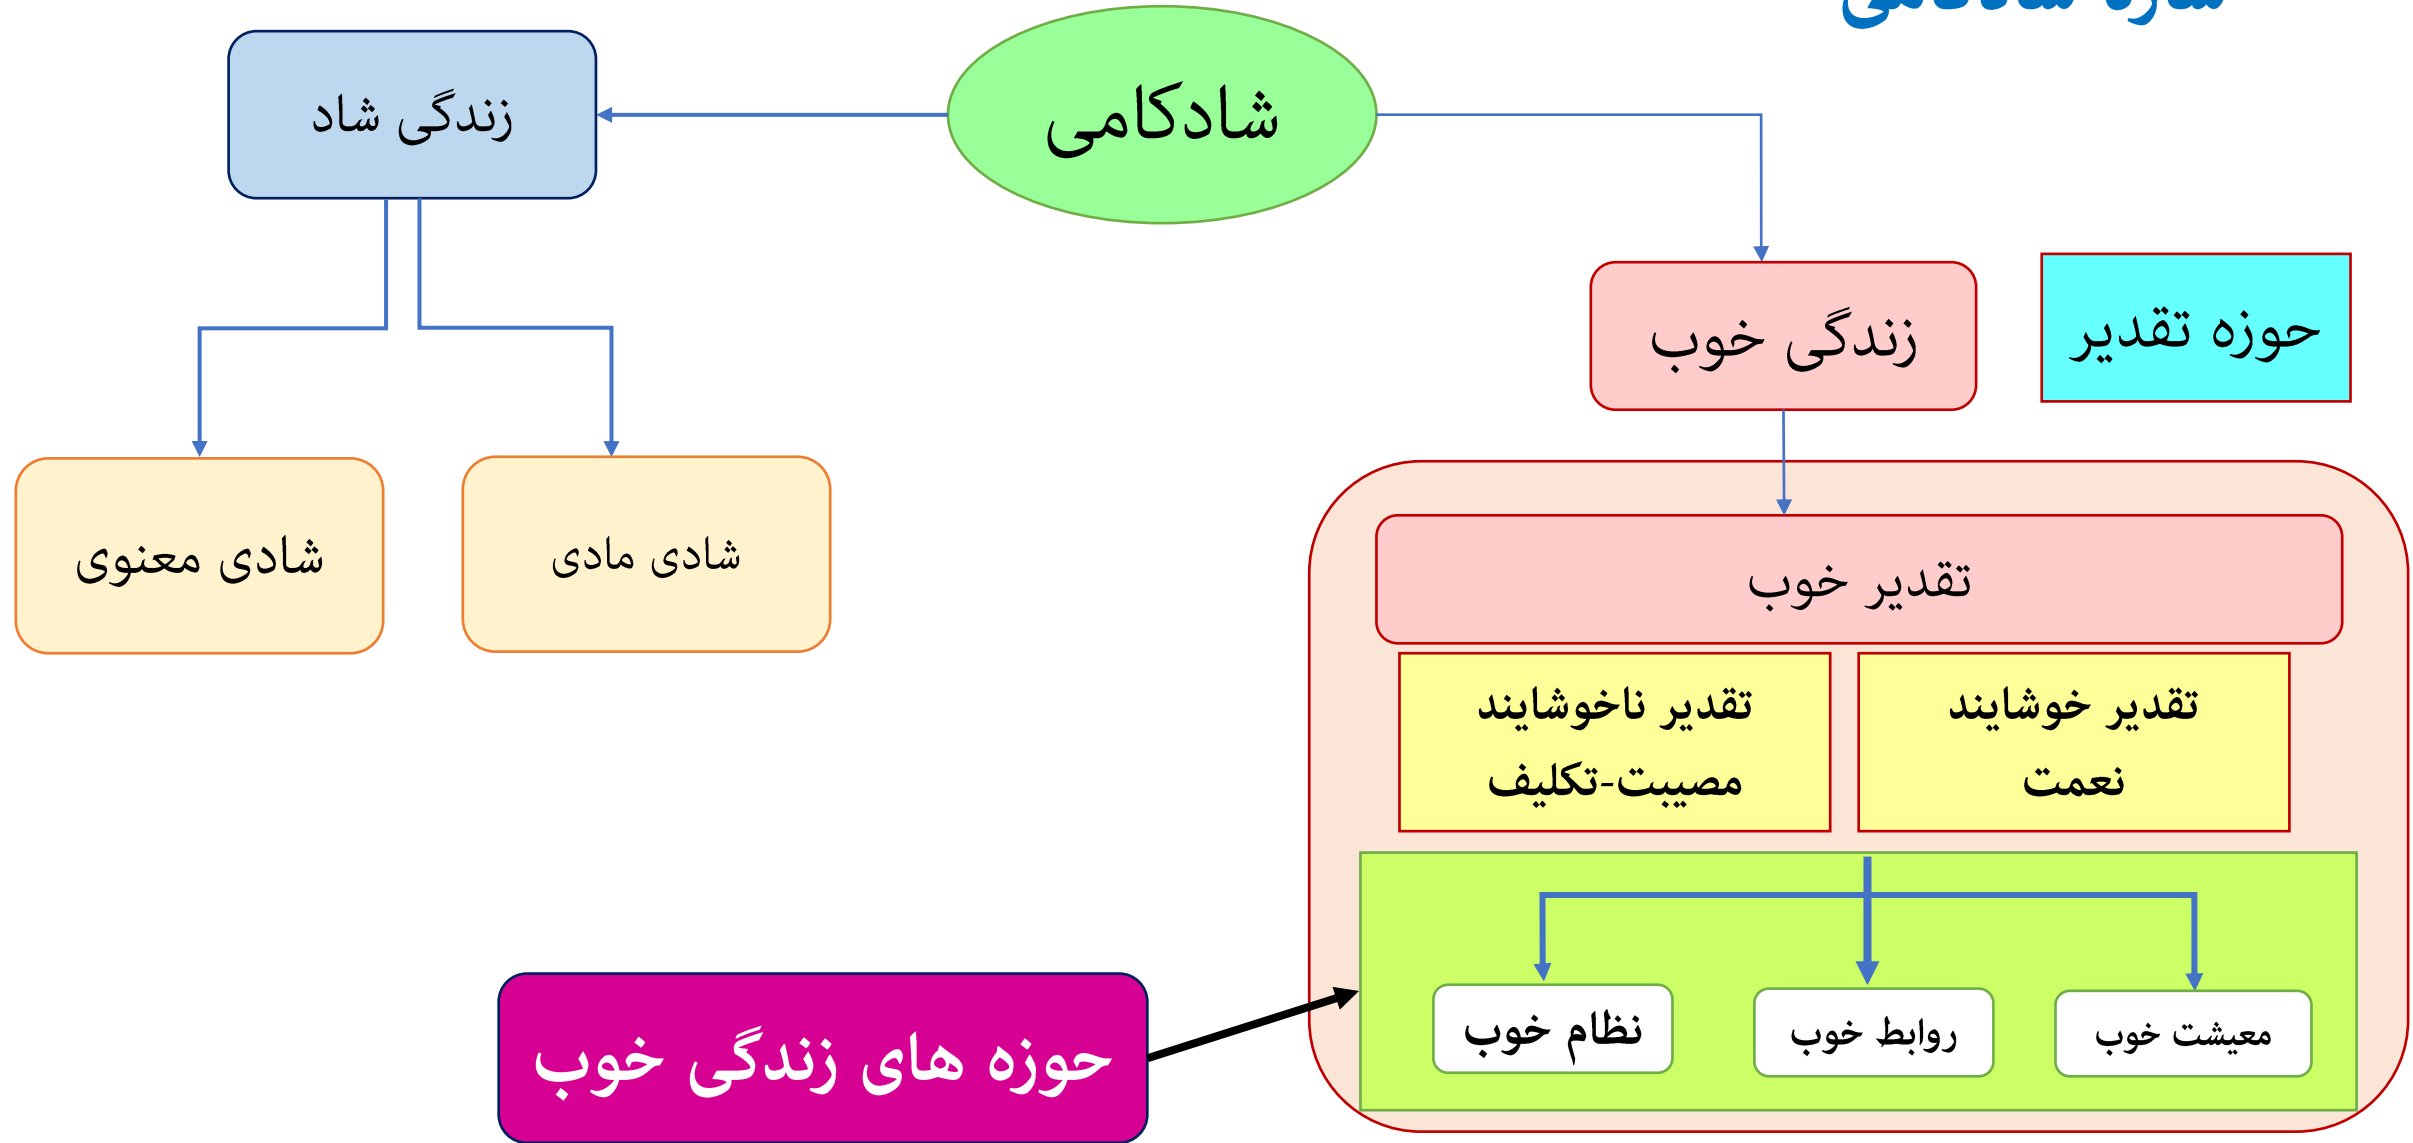 شادکامی
زندگی شاد
زندگی خوب
حوزه تقدیر
شادی مادی
شادی معنوی
تقدیر خوب
تقدیر خوشایند
نعمت
تقدیر ناخوشایند
مصیبت-تکلیف
معیشت خوب
روابط خوب
نظام خوب
حوزه های زندگی خوب